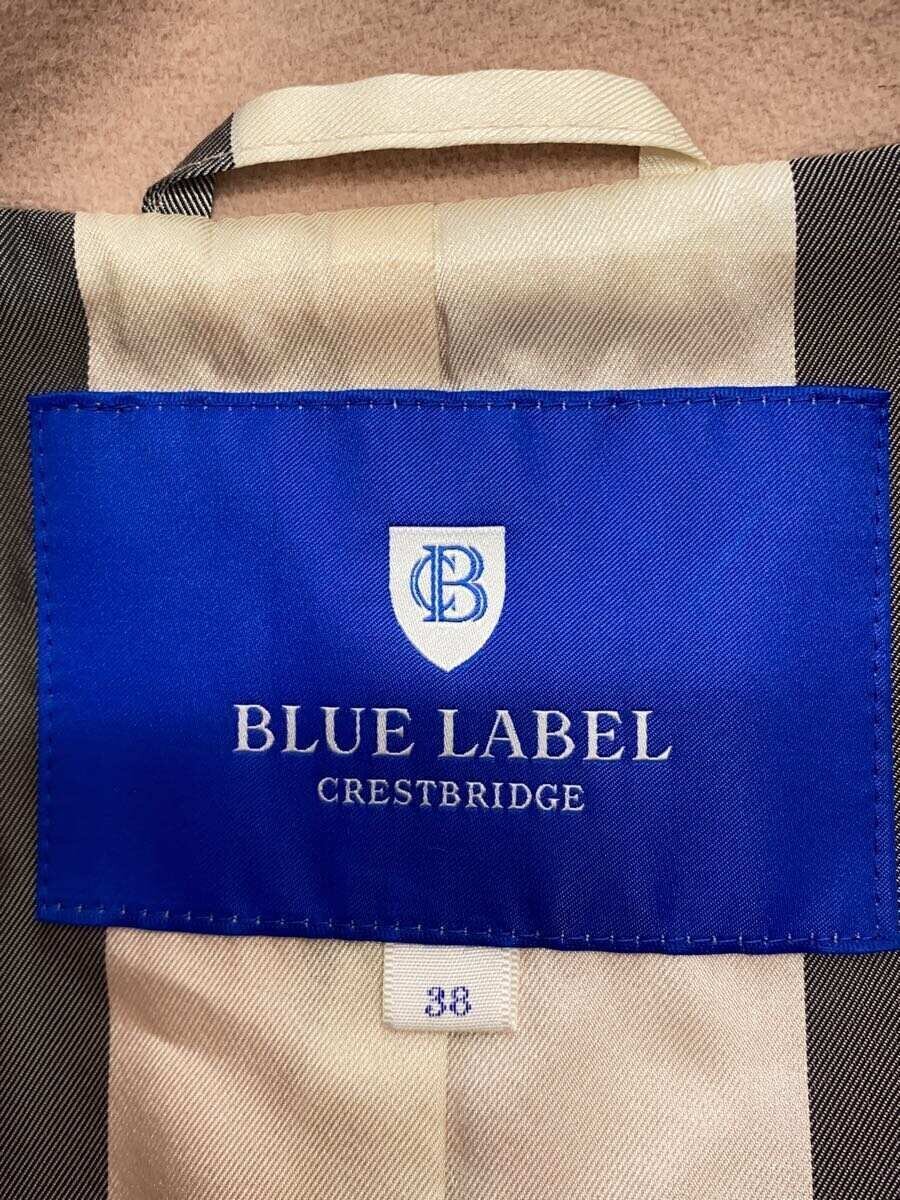 CB
BLUE LABEL
CRESTBRIDGE
38